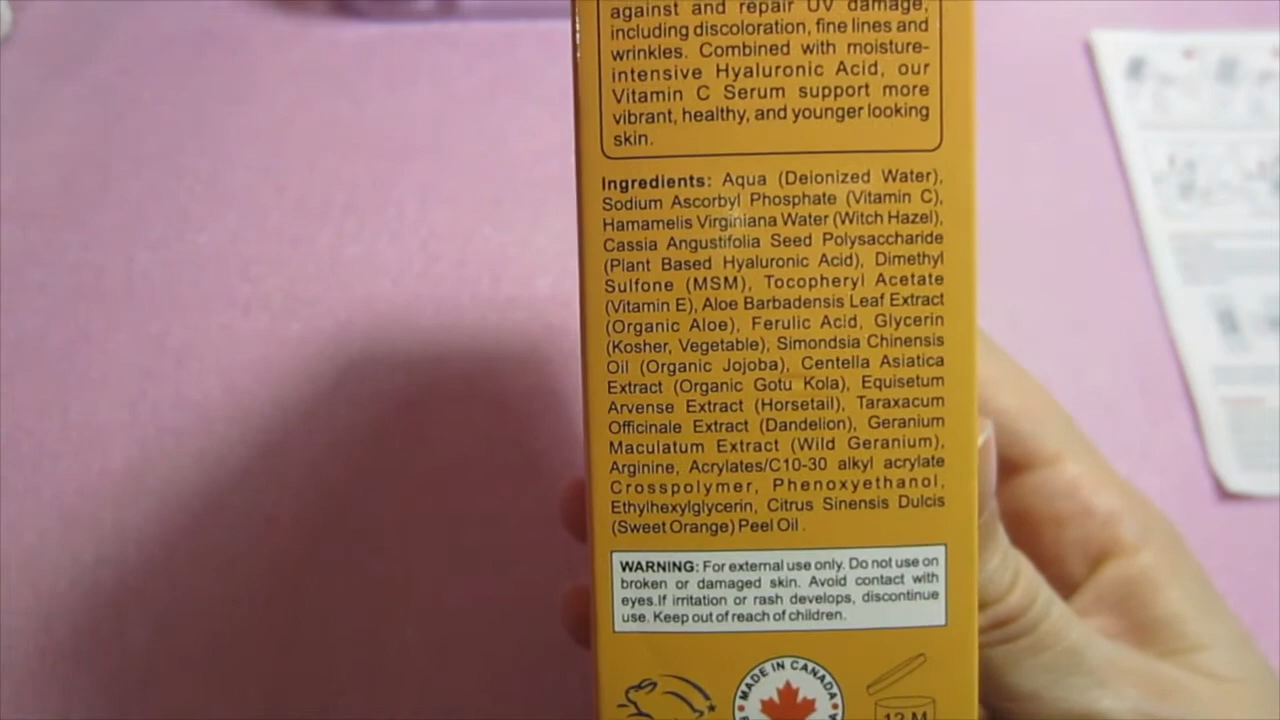 against and repair UV damage,
including discoloration, fine lines and
wrinkles. Combined with moisture-
intensive Hyaluronic Acid, our
Vitamin C Serum support more
vibrant, healthy, and younger looking
skin.
Ingredients: Aqua (Deionized Water),
Sodium Ascorbyl Phosphate (Vitamin C),
Hamamelis Virginiana Water (Witch Hazel),
Cassia Angustifolia Seed Polysaccharide
(Plant Based Hyaluronic Acid), Dimethyl
Sulfone (MSM), Tocopheryl Acetate
(Vitamin E), Aloe Barbadensis Leaf Extract
(Organic Aloe), Ferulic Acid, Glycerin
(Kosher, Vegetable), Simondsia Chinensis
Oil (Organic Jojoba), Centella Asiatica
Extract (Organic Gotu Kola), Equisetum
Arvense Extract (Horsetail), Taraxacum
Officinale Extract (Dandelion), Geranium
Maculatum Extract (Wild Geranium),
Arginine, Acrylates/C10-30 alkyl acrylate
Crosspolymer, Phenoxyethanol,
Ethylhexylglycerin, Citrus Sinensis Dulcis
(Sweet Orange) Peel Oil .
WARNING: For external use only. Do not use on
broken or damaged skin. Avoid contact with
eyes.If irritation or rash develops, discontinue
use. Keep out of reach of children.
MADE IN CANADA
12 M